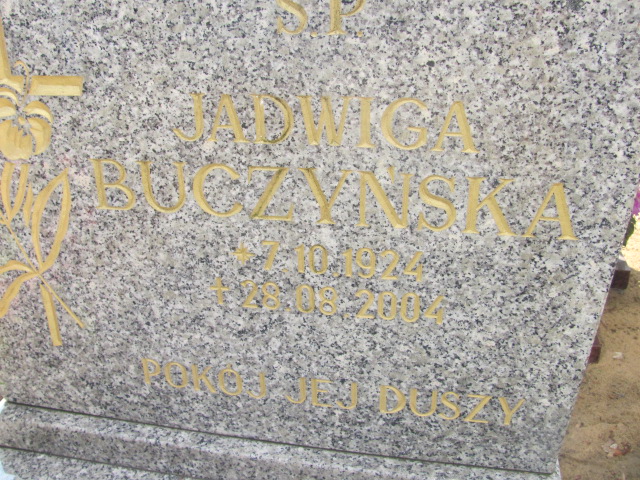 Ś.P.
JADWIGA
BUCZYŃSKA
* 7.10.1924
+ 28.08.2004
POKÓJ JEJ DUSZY